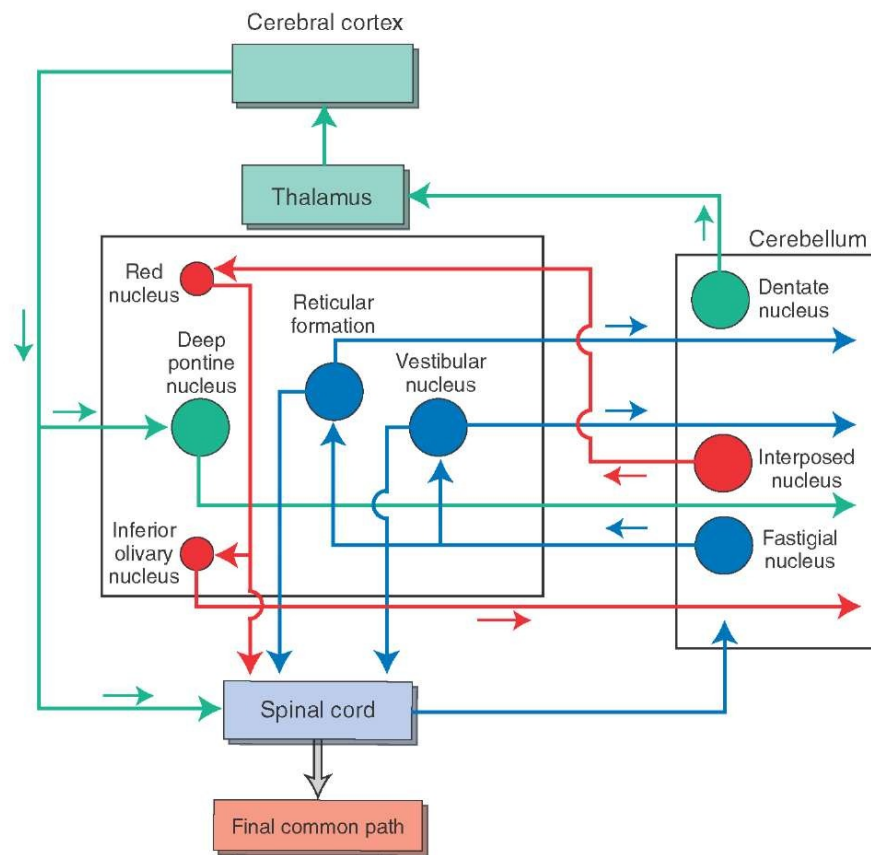 Cerebral cortex
Thalamus
Cerebellum
Red
nucleus
Reticular
formation
Dentate
nucleus
Deep
pontine
nucleus
Vestibular
nucleus
Interposed
nucleus
Inferior
olivary
nucleus
Fastigial
nucleus
Spinal cord
Final common path